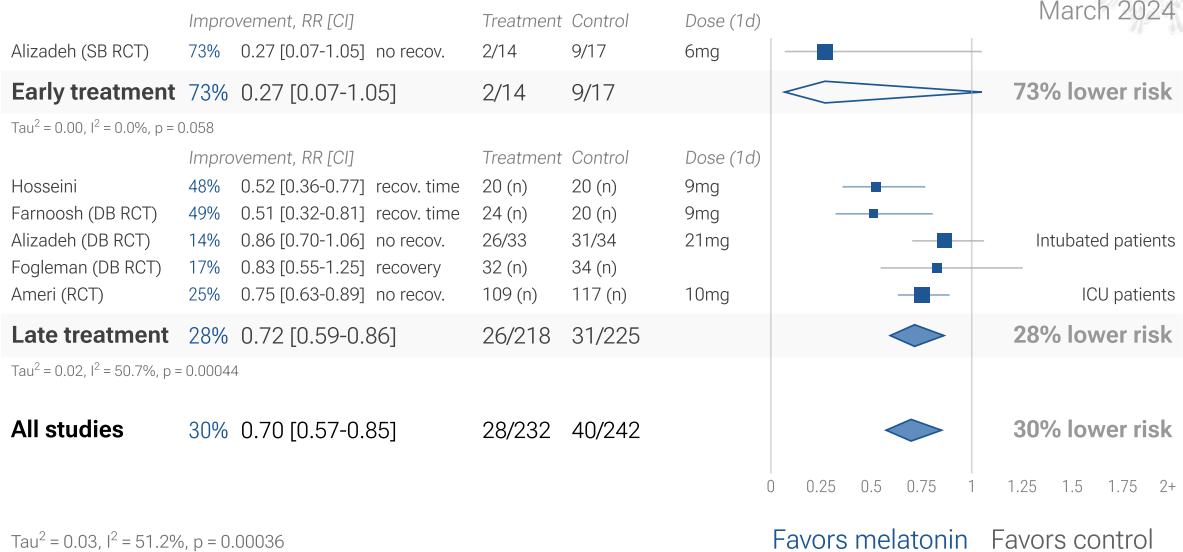 March 2024
Improvement, RR [CI] Treatment Control Dose (1d)
Alizadeh (SB RCT) 73% 0.27 [0.07-1.05] no recov. 2/14 9/17 6mg
Early treatment 73% 0.27 [0.07-1.05] 2/14 9/17 73% lower risk
Tau² = 0.00, I² = 0.0%, p = 0.058
Improvement, RR [CI] Treatment Control Dose (1d)
Hosseini 48% 0.52 [0.36-0.77] recov. time 20 (n) 20 (n) 9mg
Farnoosh (DB RCT) 49% 0.51 [0.32-0.81] recov. time 24 (n) 20 (n) 9mg
Alizadeh (DB RCT) 14% 0.86 [0.70-1.06] no recov. 26/33 31/34 21mg Intubated patients
Fogleman (DB RCT) 17% 0.83 [0.55-1.25] recovery 32 (n) 34 (n)
Ameri (RCT) 25% 0.75 [0.63-0.89] no recov. 109 (n) 117 (n) 10mg ICU patients
Late treatment 28% 0.72 [0.59-0.86] 26/218 31/225 28% lower risk
Tau² = 0.02, I² = 50.7%, p = 0.00044
All studies 30% 0.70 [0.57-0.85] 28/232 40/242 30% lower risk
0 0.25 0.5 0.75 1 1.25 1.5 1.75 2+
Tau² = 0.03, I² = 51.2%, p = 0.00036 Favors melatonin Favors control